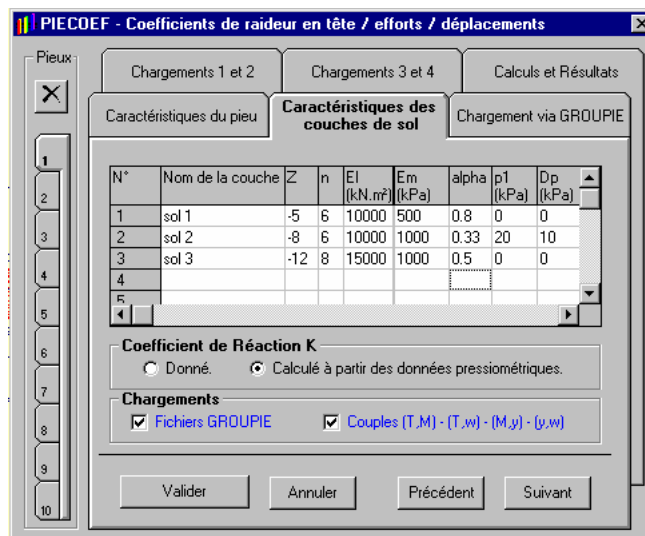 PIECOEF - Coefficients de raideur en tête / efforts / déplacements
Pieux
Chargements 1 et 2 Chargements 3 et 4 Calculs et Résultats
Caractéristiques du pieu Caractéristiques des couches de sol Chargement via GROUPIE
1
2
3
4
5
6
7
8
9
10
N° Nom de la couche Z n EI (kN.m²) Em (kPa) alpha p1 (kPa) Dp (kPa)
1 sol 1 -5 6 10000 500 0.8 0 0
2 sol 2 -8 6 10000 1000 0.33 20 10
3 sol 3 -12 8 15000 1000 0.5 0 0
4
5
Coefficient de Réaction K
Donné. Calculé à partir des données pressiométriques.
Chargements
Fichiers GROUPIE Couples (T,M) - (T,w) - (M,y) - (y,w)
Valider Annuler Précédent Suivant